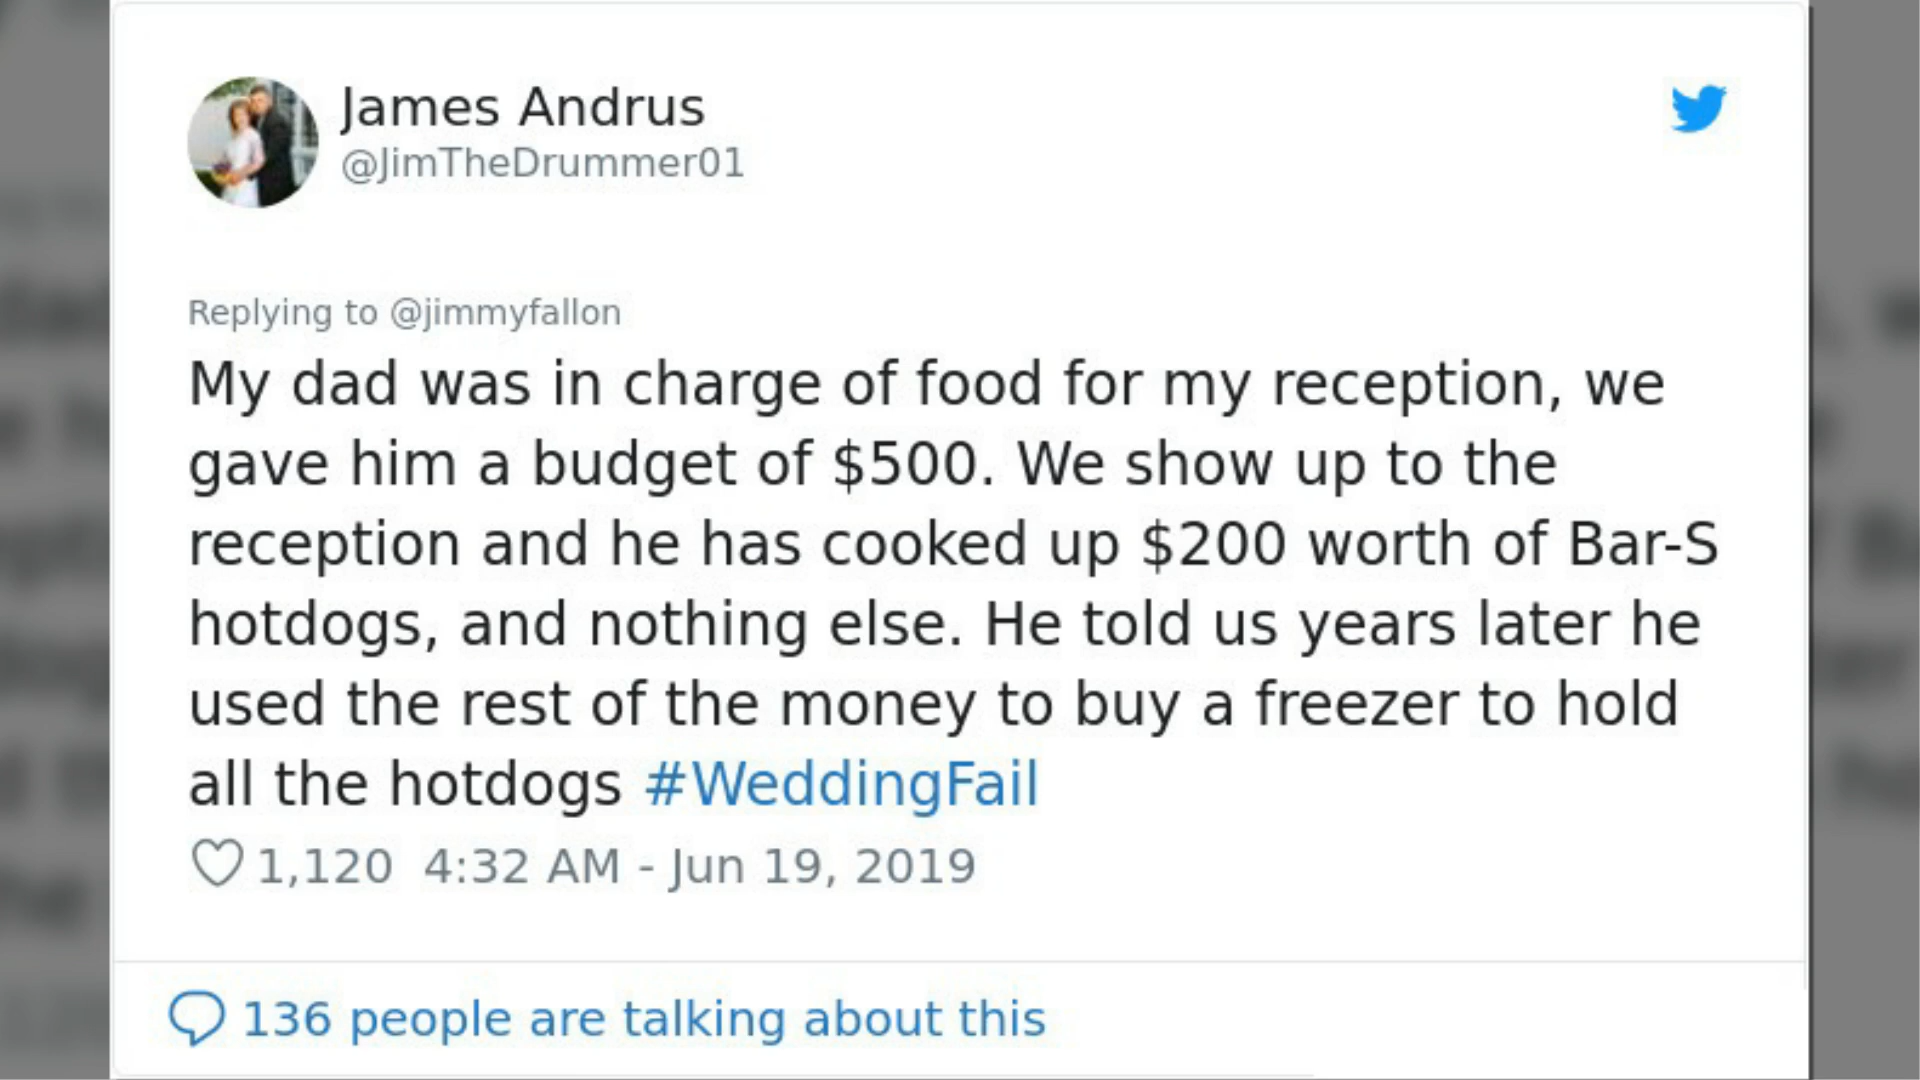 James Andrus
@JimTheDrummer01
Replying to @jimmyfallon
My dad was in charge of food for my reception, we
gave him a budget of $500. We show up to the
reception and he has cooked up $200 worth of Bar-S
hotdogs, and nothing else. He told us years later he
used the rest of the money to buy a freezer to hold
all the hotdogs #WeddingFail
1,120 4:32 AM - Jun 19, 2019
136 people are talking about this